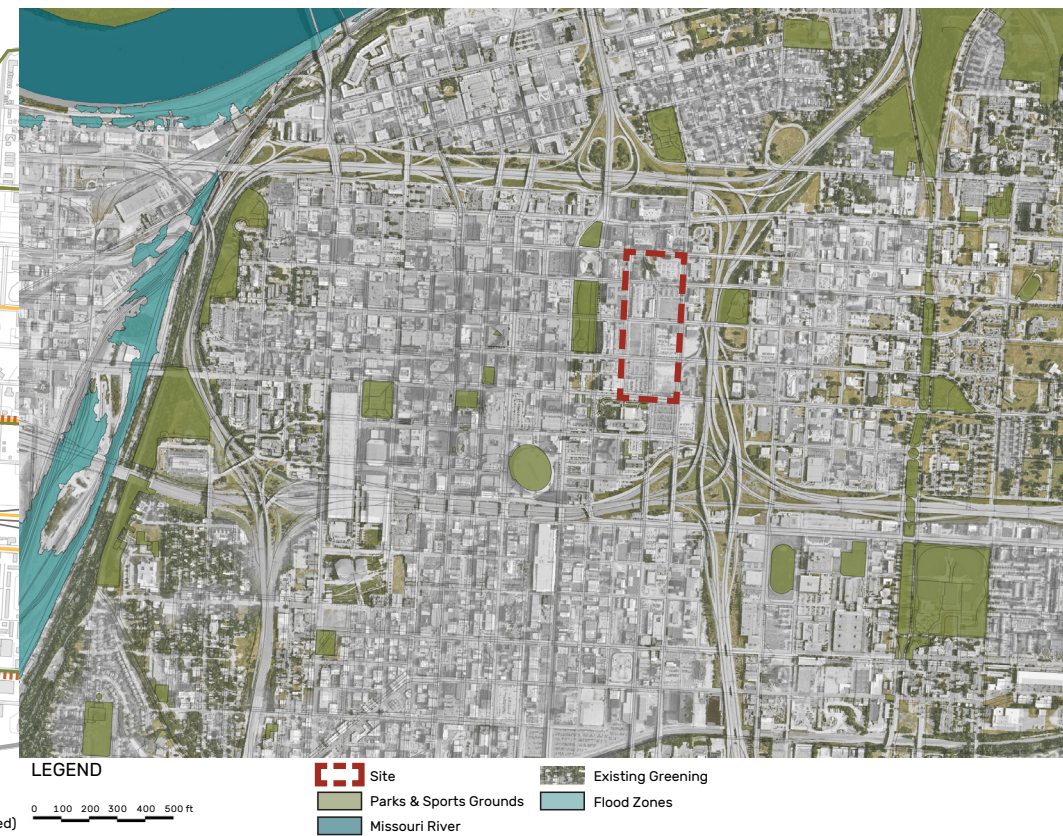 LEGEND
0 100 200 300 400 500 ft
ed)
Site
Parks & Sports Grounds
Missouri River
Existing Greening
Flood Zones